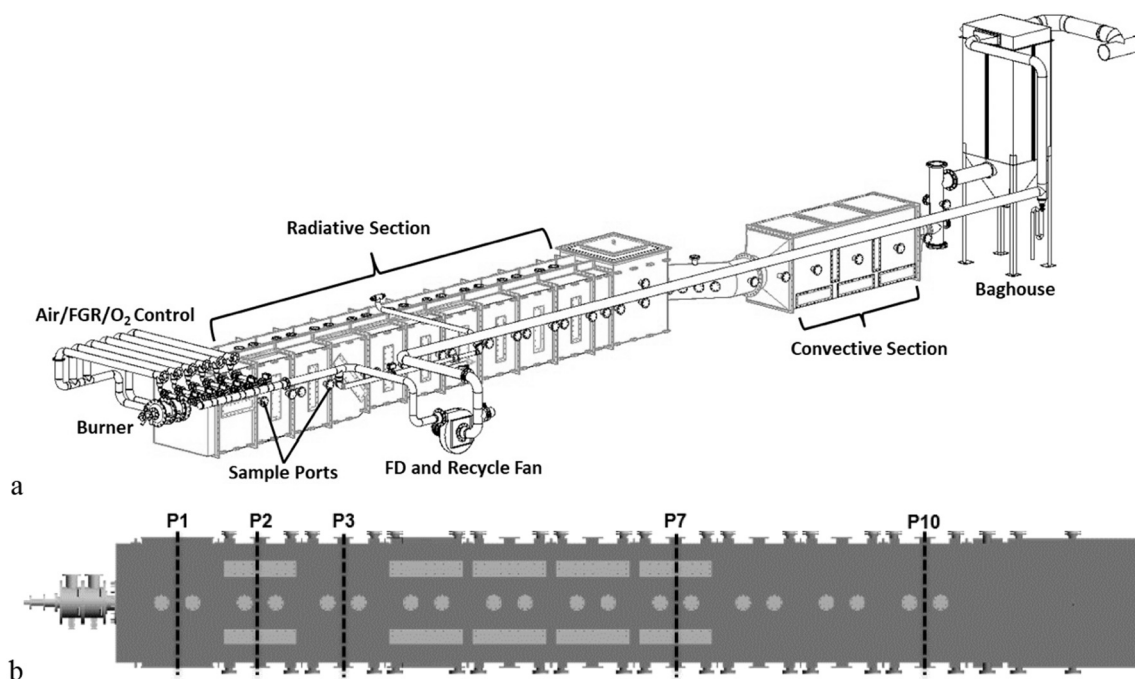 Radiative Section
Air/FGR/O₂ Control
Baghouse
Convective Section
Burner
Sample Ports
FD and Recycle Fan
a
P1 P2 P3 P7 P10
b